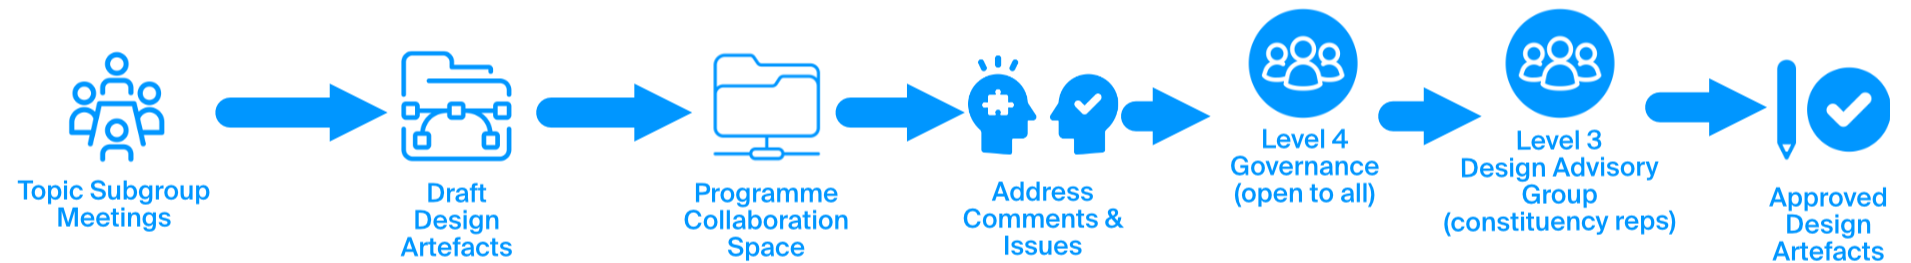 Topic Subgroup
Meetings
Draft
Design
Artefacts
Programme
Collaboration
Space
Address
Comments &
Issues
Level 4
Governance
(open to all)
Level 3
Design Advisory
Group
(constituency reps)
Approved
Design
Artefacts